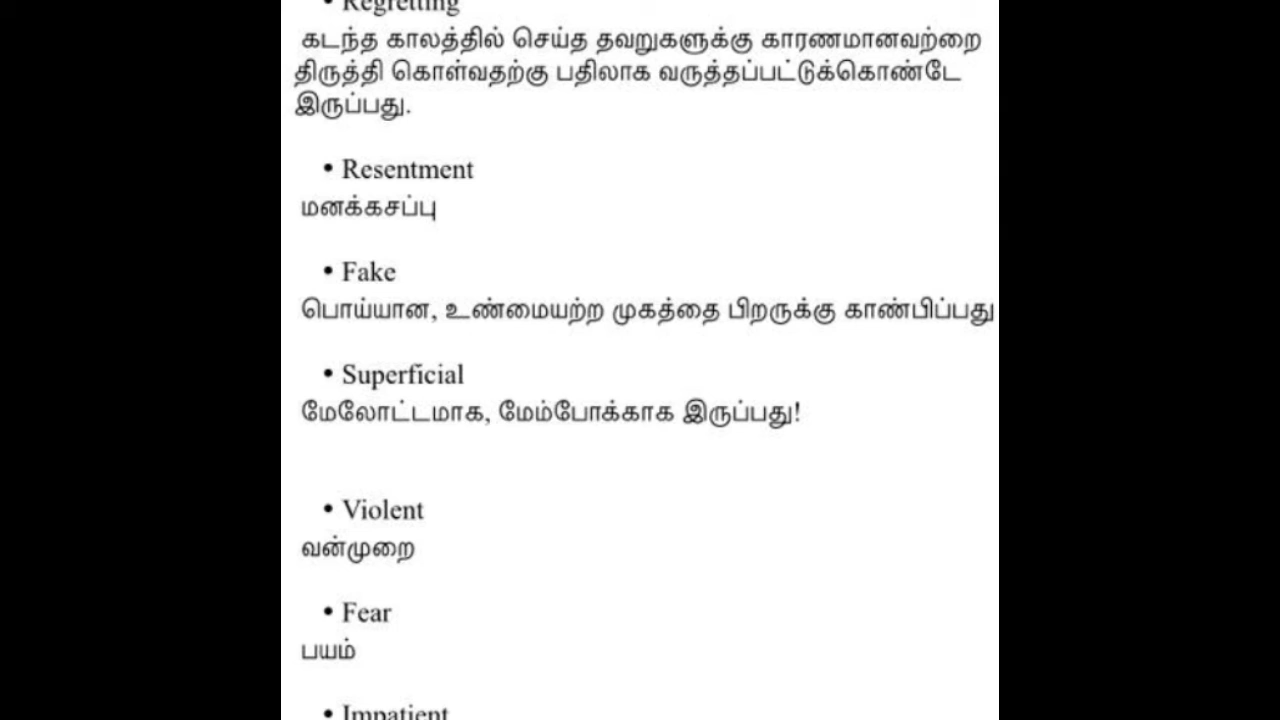 • Regretting
கடந்த காலத்தில் செய்த தவறுகளுக்கு காரணமானவற்றை
திருத்தி கொள்வதற்கு பதிலாக வருத்தப்பட்டுக்கொண்டே
இருப்பது.
• Resentment
மனக்கசப்பு
• Fake
பொய்யான, உண்மையற்ற முகத்தை பிறருக்கு காண்பிப்பது
• Superficial
மேலோட்டமாக, மேம்போக்காக இருப்பது!
• Violent
வன்முறை
• Fear
பயம்
• Impatient